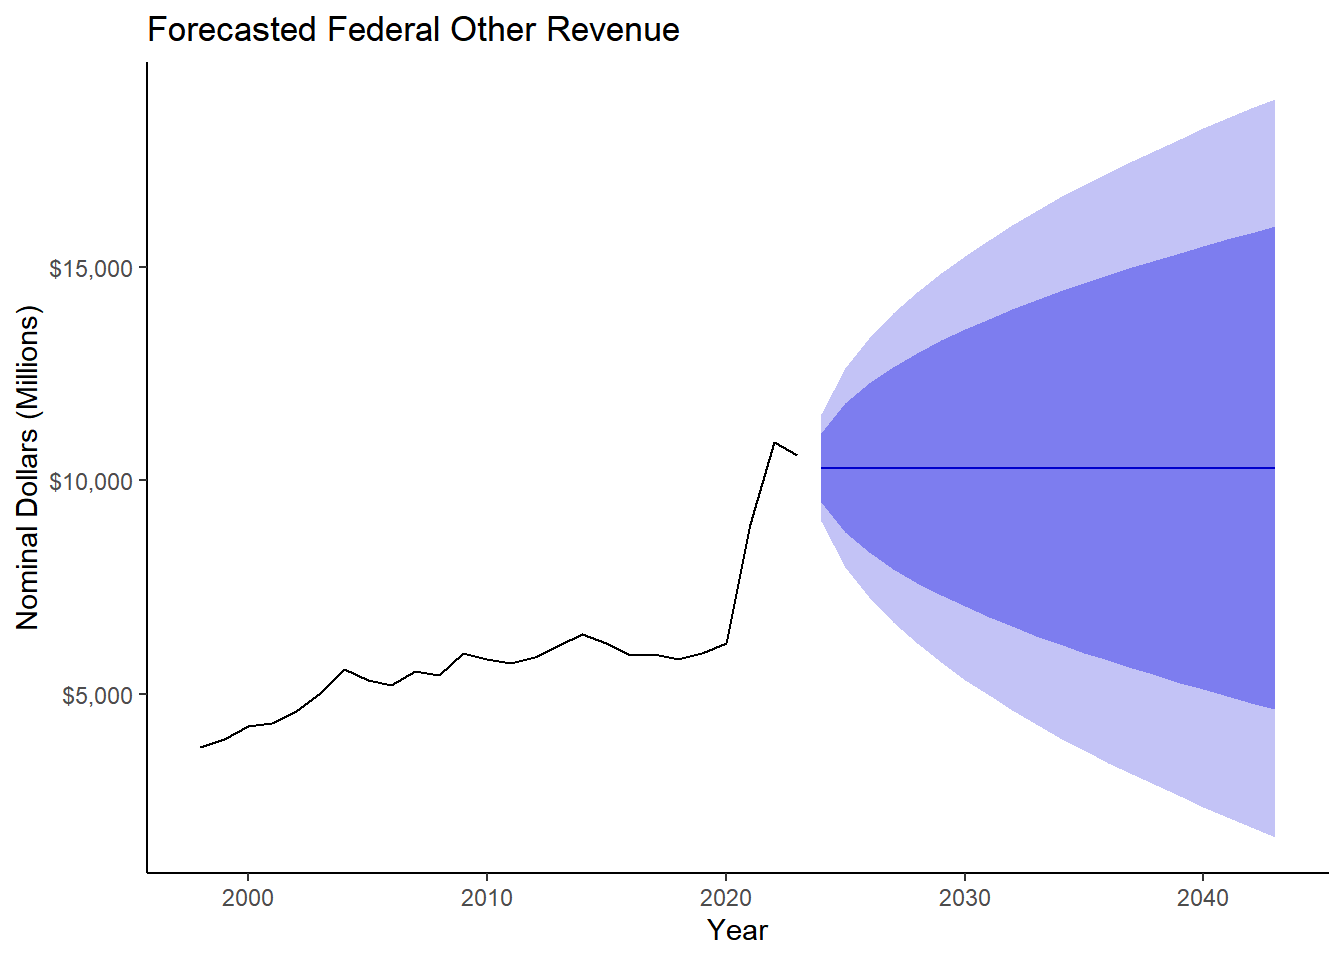 Forecasted Federal Other Revenue
Nominal Dollars (Millions)
$15,000
$10,000
$5,000
2000 2010 2020 2030 2040
Year